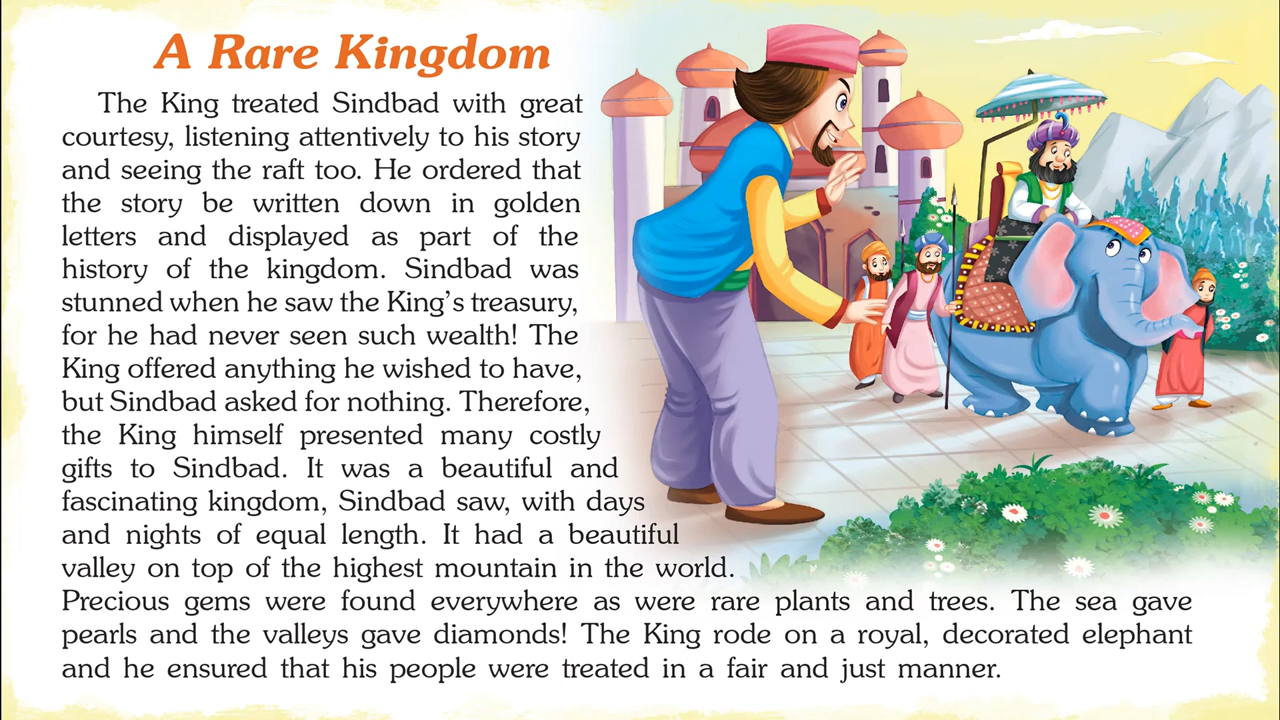 A Rare Kingdom
The King treated Sindbad with great
courtesy, listening attentively to his story
and seeing the raft too. He ordered that
the story be written down in golden
letters and displayed as part of the
history of the kingdom. Sindbad was
stunned when he saw the King's treasury,
for he had never seen such wealth! The
King offered anything he wished to have,
but Sindbad asked for nothing. Therefore,
the King himself presented many costly
gifts to Sindbad. It was a beautiful and
fascinating kingdom, Sindbad saw, with days
and nights of equal length. It had a beautiful
valley on top of the highest mountain in the world.
Precious gems were found everywhere as were rare plants and trees. The sea gave
pearls and the valleys gave diamonds! The King rode on a royal, decorated elephant
and he ensured that his people were treated in a fair and just manner.